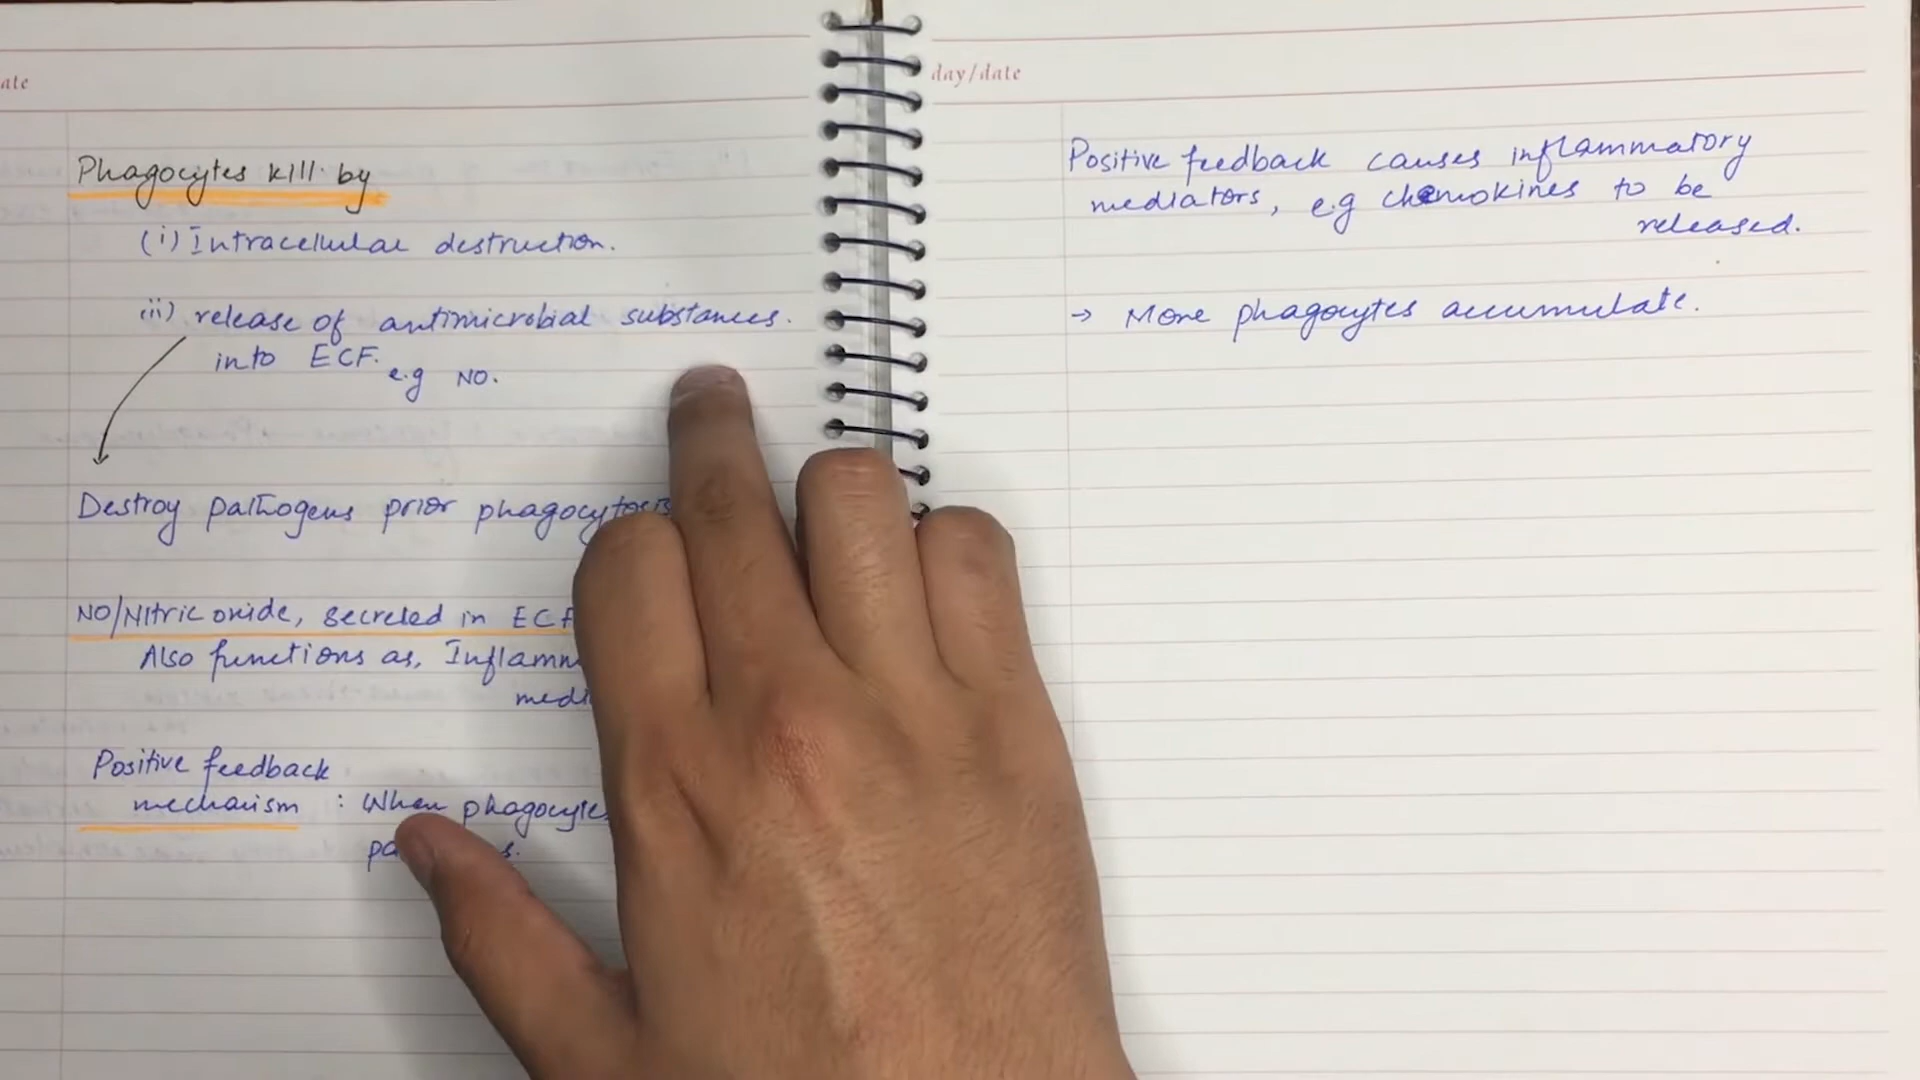 ate
Phagocytes kill by
(i) Intracellular destruction.
(ii) release of antimicrobial substances.
into ECF.
e.g NO.
Destroy pathogens prior phagocytosis
NO/Nitric oxide, secreted in ECF
Also functions as, Inflamm
medi
Positive feedback
mechanism : When phagocytes
pa s.
day/date
Positive feedback causes inflammatory
mediators, e.g chemokines to be
released.
→ More phagocytes accumulate.